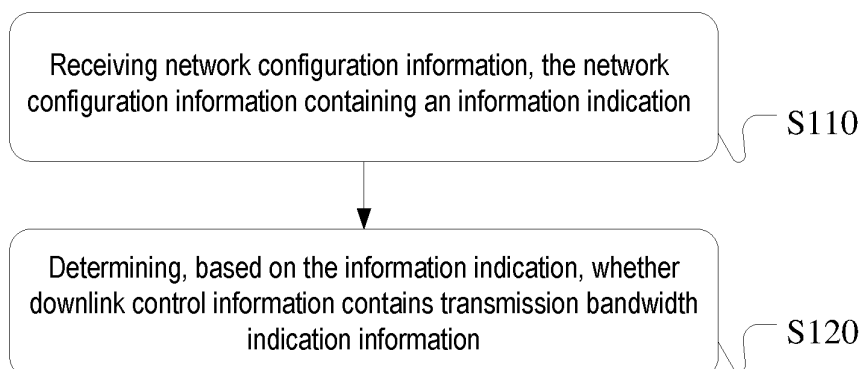 Receiving network configuration information, the network
configuration information containing an information indication
S110
Determining, based on the information indication, whether
downlink control information contains transmission bandwidth
indication information
S120